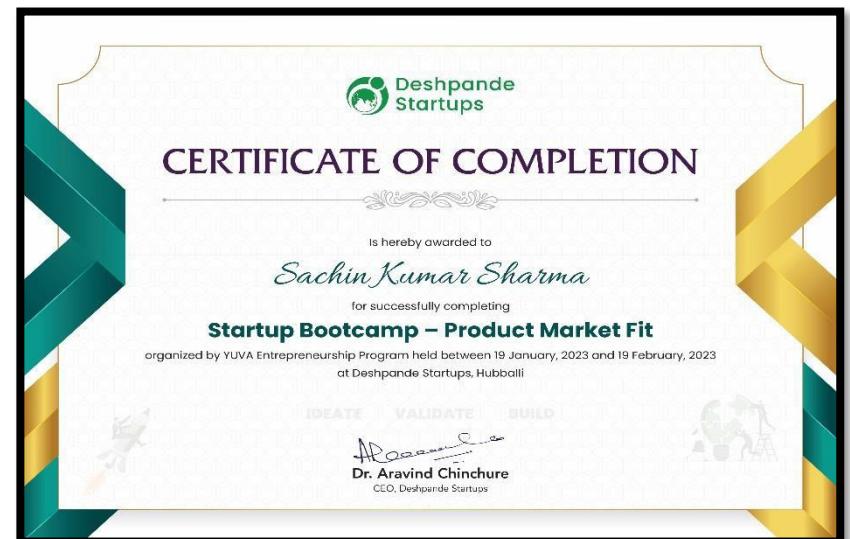 Deshpande
Startups
CERTIFICATE OF COMPLETION
Is hereby awarded to
Sachin Kumar Sharma
for successfully completing
Startup Bootcamp – Product Market Fit
organized by YUVA Entrepreneurship Program held between 19 January, 2023 and 19 February, 2023
at Deshpande Startups, Hubballi
IDEATE | VALIDATE | BUILD
Dr. Aravind Chinchure
CEO, Deshpande Startups